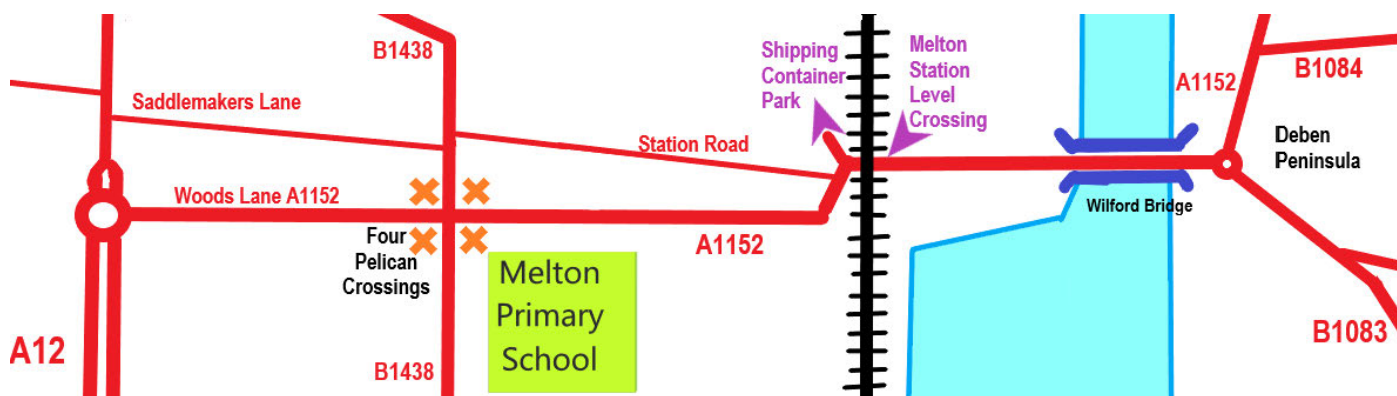 B1438
Shipping
Container
Park
Melton
Station
Level
Crossing
A1152
B1084
Saddlemakers Lane
Station Road
Deben
Peninsula
Woods Lane A1152
Wilford Bridge
Four
Pelican
Crossings
A1152
Melton
Primary
School
A12
B1438
B1083